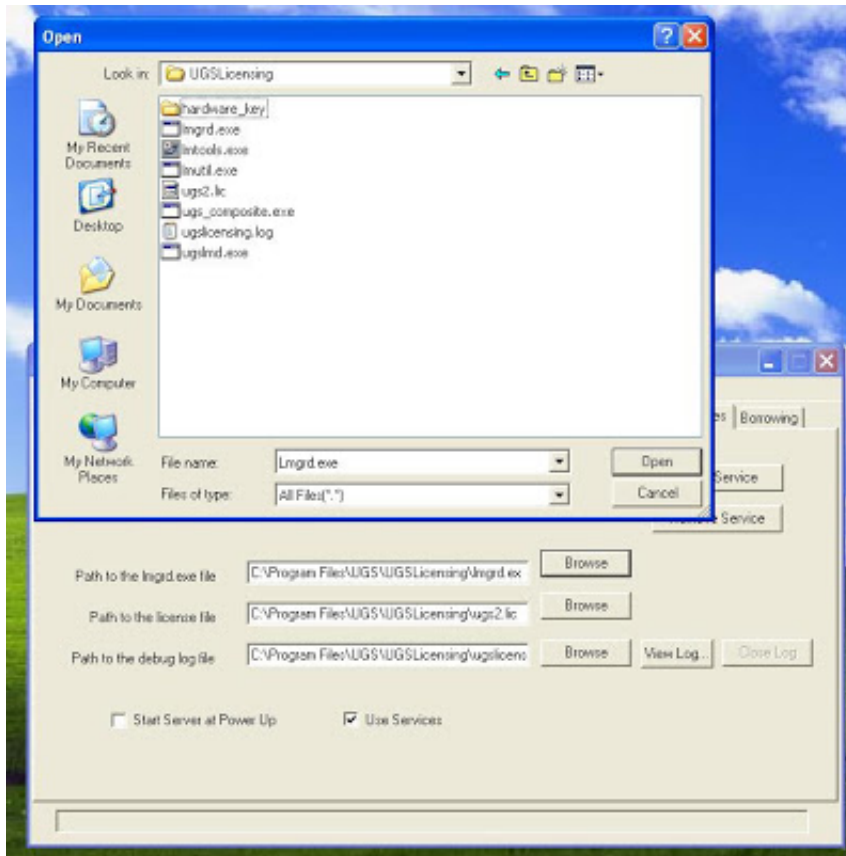 Open
Look in: UGSLicensing
My Recent Documents
Desktop
My Documents
My Computer
My Network Places
hardware_key
lmgrd.exe
lmtools.exe
lmutil.exe
ugs2.lic
ugs_composite.exe
ugslicensing.log
ugslmd.exe
File name: Lmgrd.exe Open
Files of type: All Files(*.*) Cancel
es Borrowing
Service
Service
Path to the lmgrd.exe file C:\Program Files\UGS\UGSLicensing\lmgrd.ex Browse
Path to the license file C:\Program Files\UGS\UGSLicensing\ugs2.lic Browse
Path to the debug log file C:\Program Files\UGS\UGSLicensing\ugslicens Browse View Log... Close Log
Start Server at Power Up Use Services